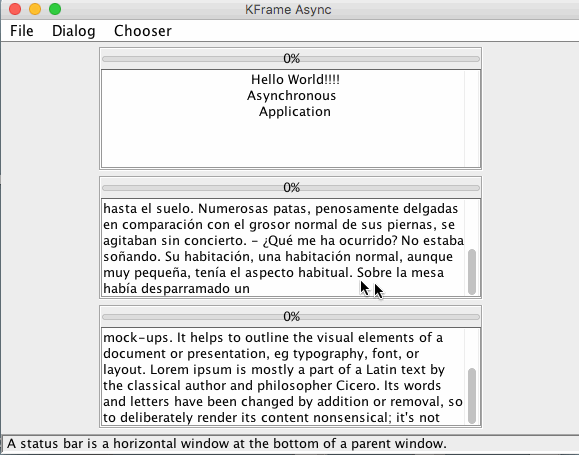 KFrame Async
File Dialog Chooser
0%
Hello World!!!!
Asynchronous
Application
0%
hasta el suelo. Numerosas patas, penosamente delgadas
en comparación con el grosor normal de sus piernas, se
agitaban sin concierto. - ¿Qué me ha ocurrido? No estaba
soñando. Su habitación, una habitación normal, aunque
muy pequeña, tenía el aspecto habitual. Sobre la mesa
había desparramado un
0%
mock-ups. It helps to outline the visual elements of a
document or presentation, eg typography, font, or
layout. Lorem ipsum is mostly a part of a Latin text by
the classical author and philosopher Cicero. Its words
and letters have been changed by addition or removal, so
to deliberately render its content nonsensical; it's not
A status bar is a horizontal window at the bottom of a parent window.